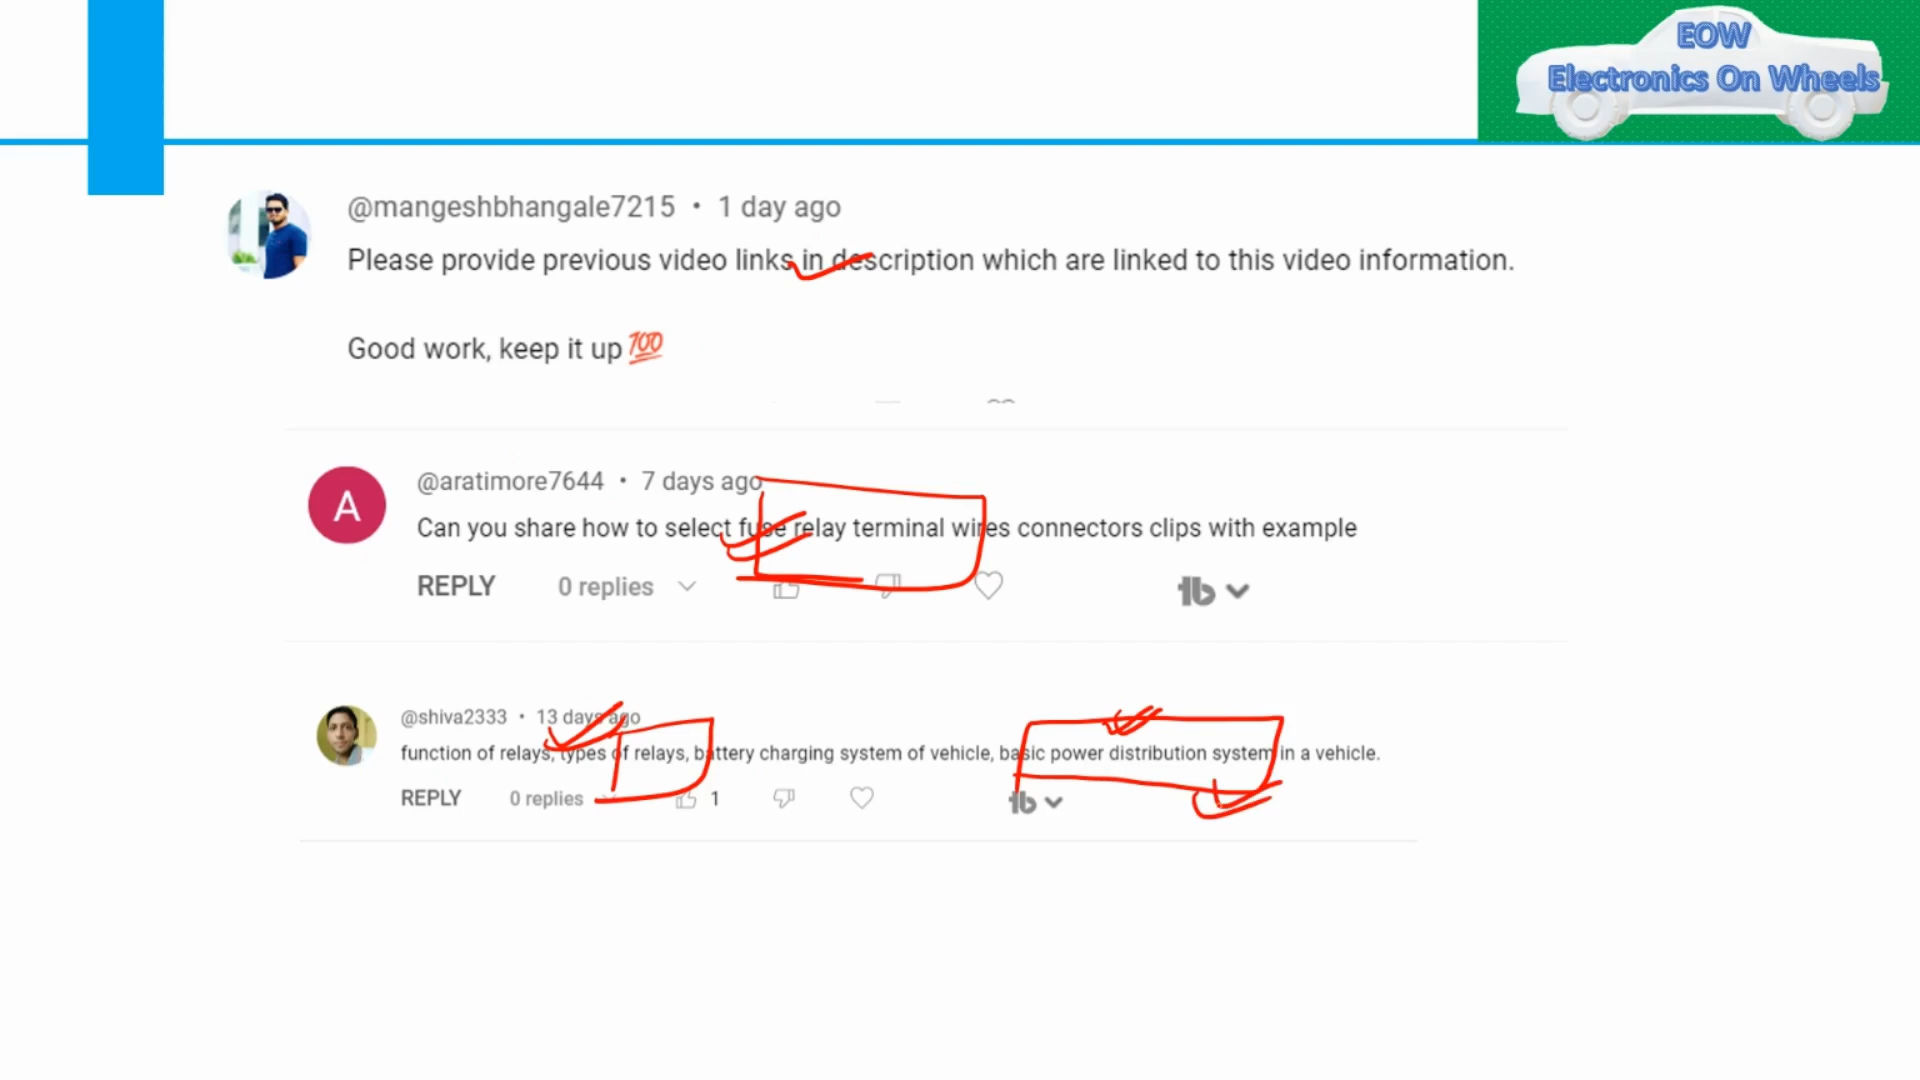 EOW
Electronics On Wheels
@mangeshbhangale7215 • 1 day ago
Please provide previous video links in description which are linked to this video information.
Good work, keep it up💯
A
@aratimore7644 • 7 days ago
Can you share how to select fuse relay terminal wires connectors clips with example
REPLY 0 replies
@shiva2333 • 13 days ago
function of relays, types of relays, battery charging system of vehicle, basic power distribution system in a vehicle.
REPLY 0 replies 1